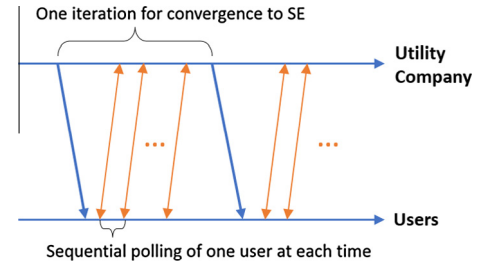 One iteration for convergence to SE
Utility
Company
...
...
Users
Sequential polling of one user at each time